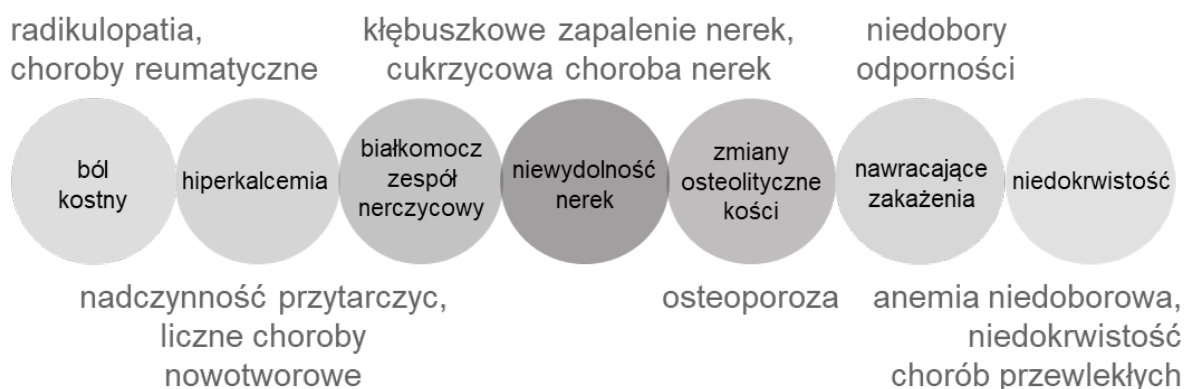 radikulopatia,
choroby reumatyczne
kłębuszkowe zapalenie nerek,
cukrzycowa choroba nerek
niedobory
odporności
ból
kostny
hiperkalcemia
białkomocz
zespół
nerczycowy
niewydolność
nerek
zmiany
osteolityczne
kości
nawracające
zakażenia
niedokrwistość
nadczynność przytarczyc,
liczne choroby
nowotworowe
osteoporoza
anemia niedoborowa,
niedokrwistość
chorób przewlekłych